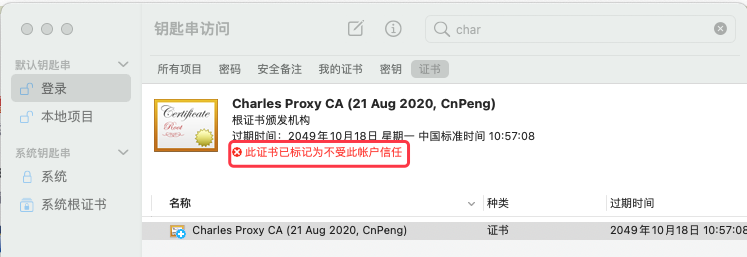 钥匙串访问
char
默认钥匙串
登录
本地项目
系统钥匙串
系统
系统根证书
所有项目 密码 安全备注 我的证书 密钥 证书
Certificate
Root
Charles Proxy CA (21 Aug 2020, CnPeng)
根证书颁发机构
过期时间：2049年10月18日 星期一 中国标准时间 10:57:08
此证书已标记为不受此帐户信任
名称 种类 过期时间
Charles Proxy CA (21 Aug 2020, CnPeng) 证书 2049年10月18日 10:57:08